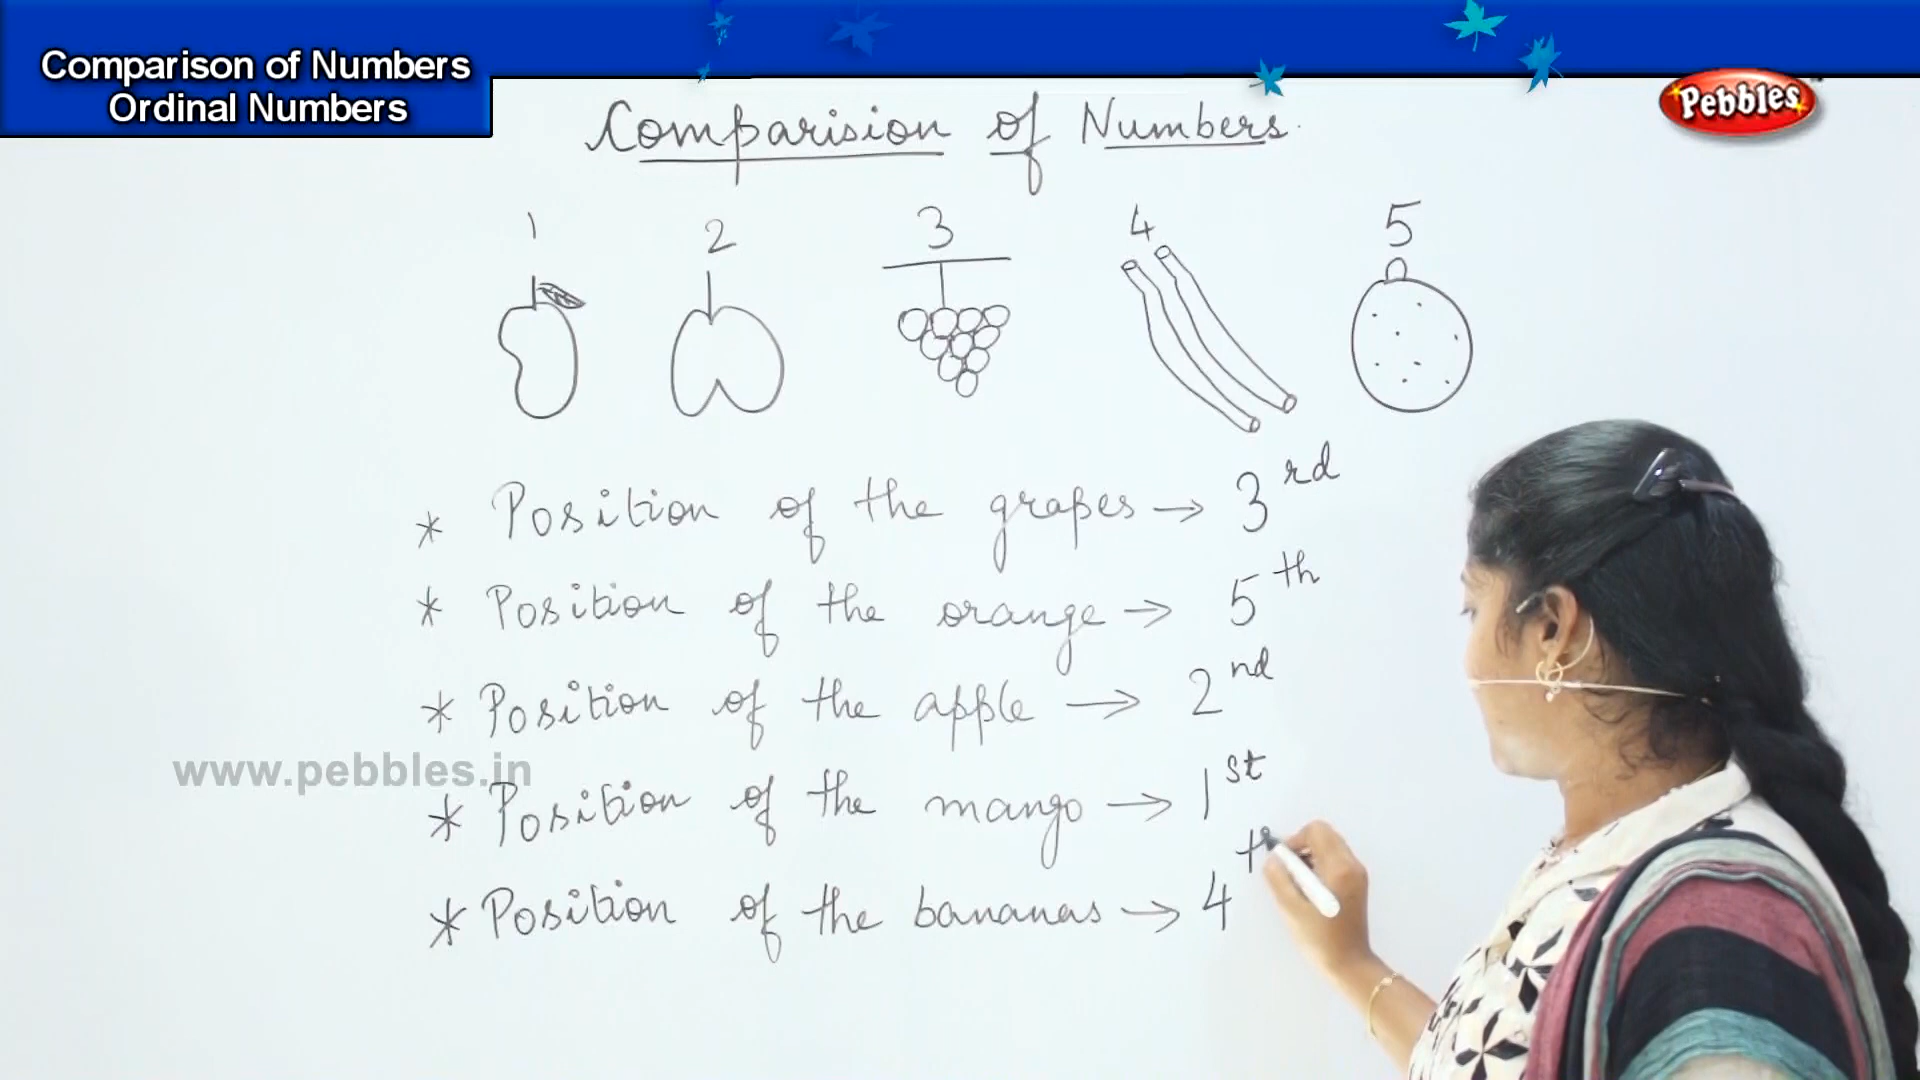 Comparison of Numbers
Ordinal Numbers
Pebbles
Comparision of Numbers
1 2 3 4 5
* Position of the grapes → 3rd
* Position of the orange → 5th
* Position of the apple → 2nd
www.pebbles.in
* Position of the mango → 1st
* Position of the bananas → 4t